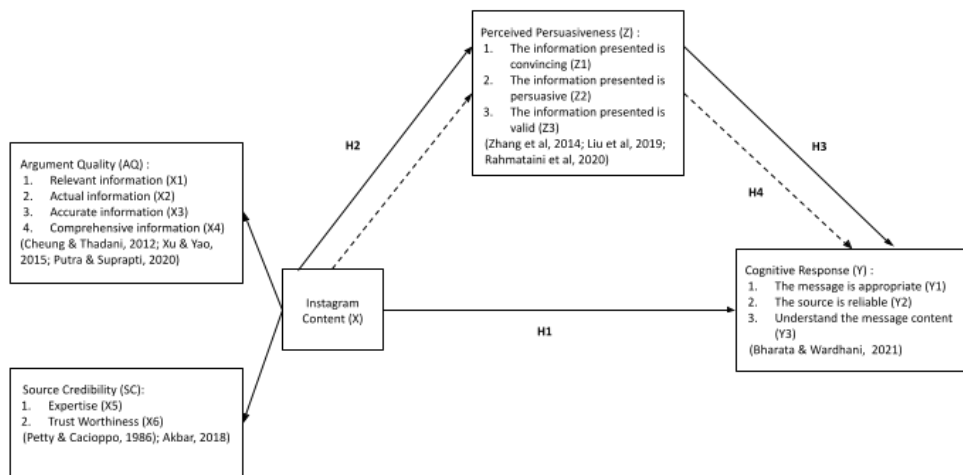 Perceived Persuasiveness (Z) :
1. The information presented is
convincing (Z1)
2. The information presented is
persuasive (Z2)
3. The information presented is
valid (Z3)
(Zhang et al, 2014; Liu et al, 2019;
Rahmataini et al, 2020)
H2
H3
H4
Argument Quality (AQ) :
1. Relevant information (X1)
2. Actual information (X2)
3. Accurate information (X3)
4. Comprehensive information (X4)
(Cheung & Thadani, 2012; Xu & Yao,
2015; Putra & Suprapti, 2020)
Instagram
Content (X)
H1
Cognitive Response (Y) :
1. The message is appropriate (Y1)
2. The source is reliable (Y2)
3. Understand the message content
(Y3)
(Bharata & Wardhani, 2021)
Source Credibility (SC):
1. Expertise (X5)
2. Trust Worthiness (X6)
(Petty & Cacioppo, 1986); Akbar, 2018)